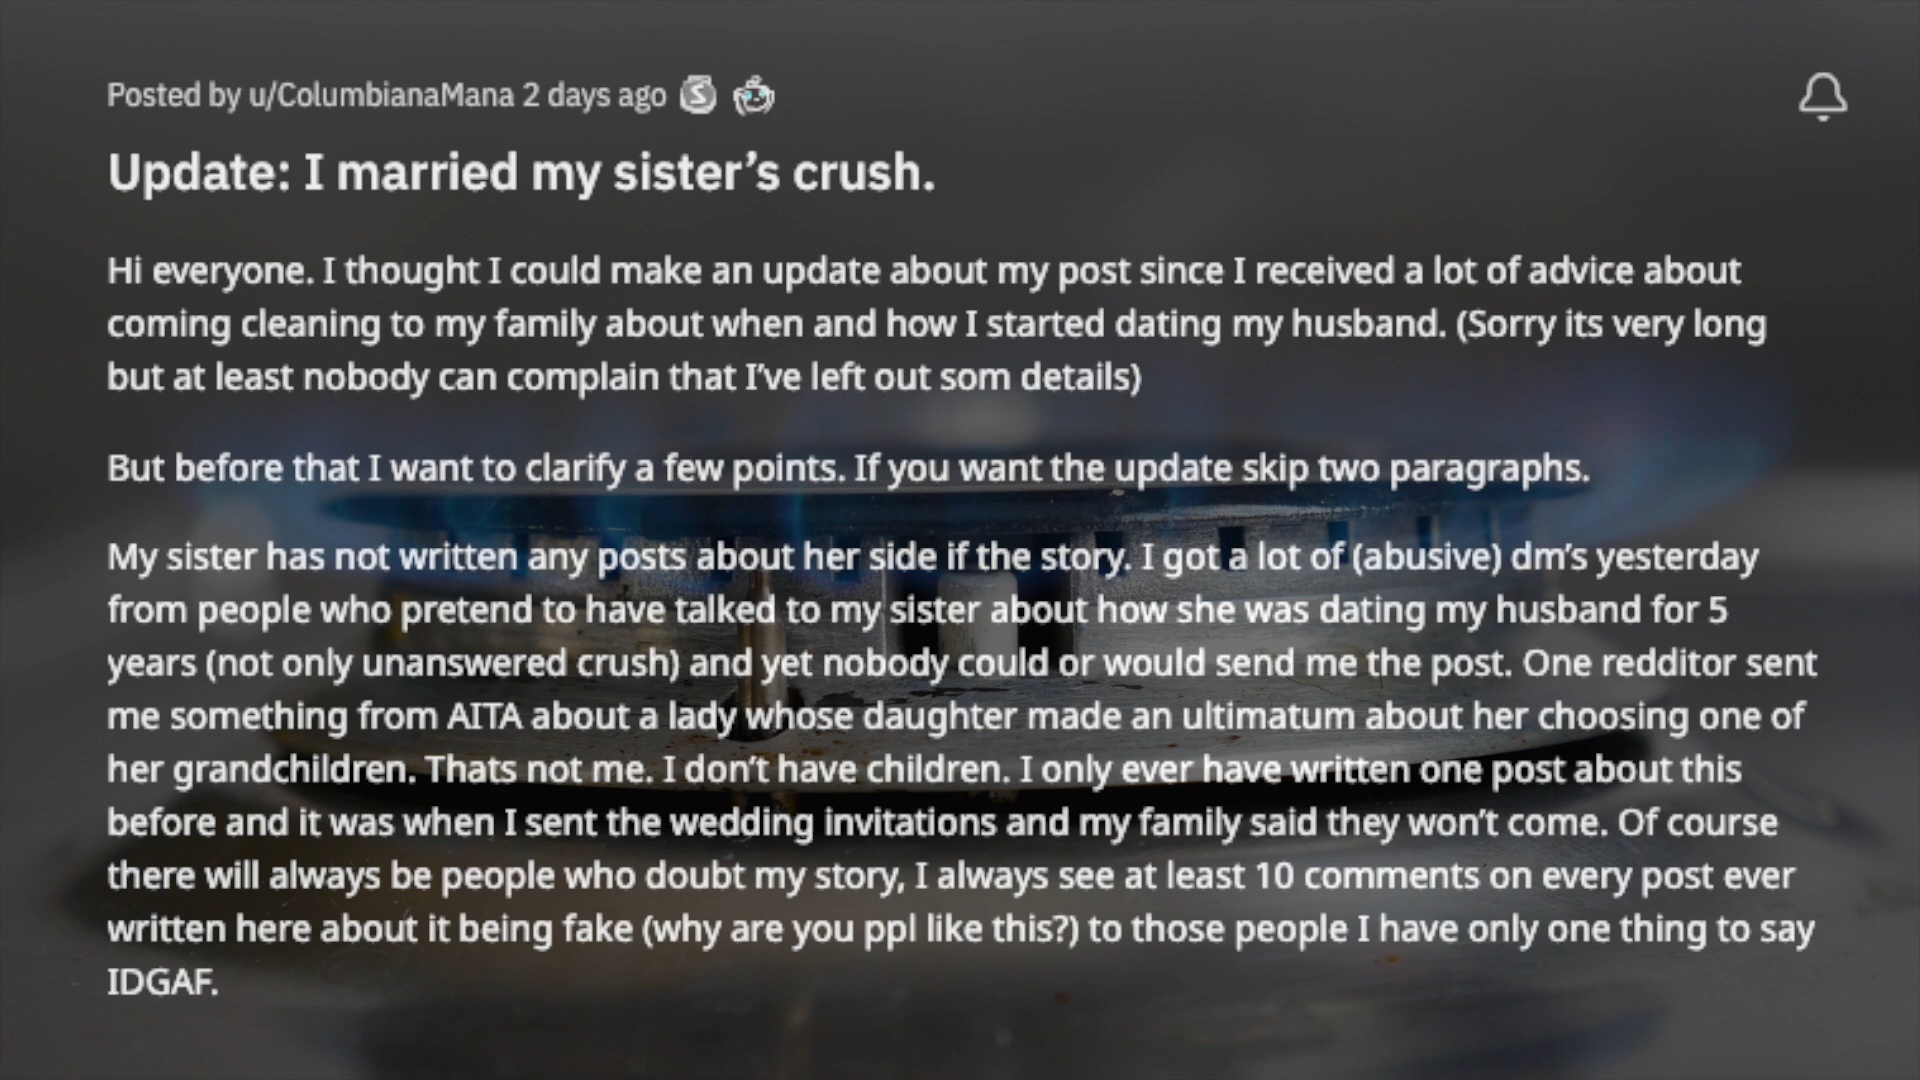 Posted by u/ColumbianaMana 2 days ago
Update: I married my sister’s crush.
Hi everyone. I thought I could make an update about my post since I received a lot of advice about
coming cleaning to my family about when and how I started dating my husband. (Sorry its very long
but at least nobody can complain that I’ve left out som details)
But before that I want to clarify a few points. If you want the update skip two paragraphs.
My sister has not written any posts about her side if the story. I got a lot of (abusive) dm’s yesterday
from people who pretend to have talked to my sister about how she was dating my husband for 5
years (not only unanswered crush) and yet nobody could or would send me the post. One redditor sent
me something from AITA about a lady whose daughter made an ultimatum about her choosing one of
her grandchildren. Thats not me. I don’t have children. I only ever have written one post about this
before and it was when I sent the wedding invitations and my family said they won’t come. Of course
there will always be people who doubt my story, I always see at least 10 comments on every post ever
written here about it being fake (why are you ppl like this?) to those people I have only one thing to say
IDGAF.